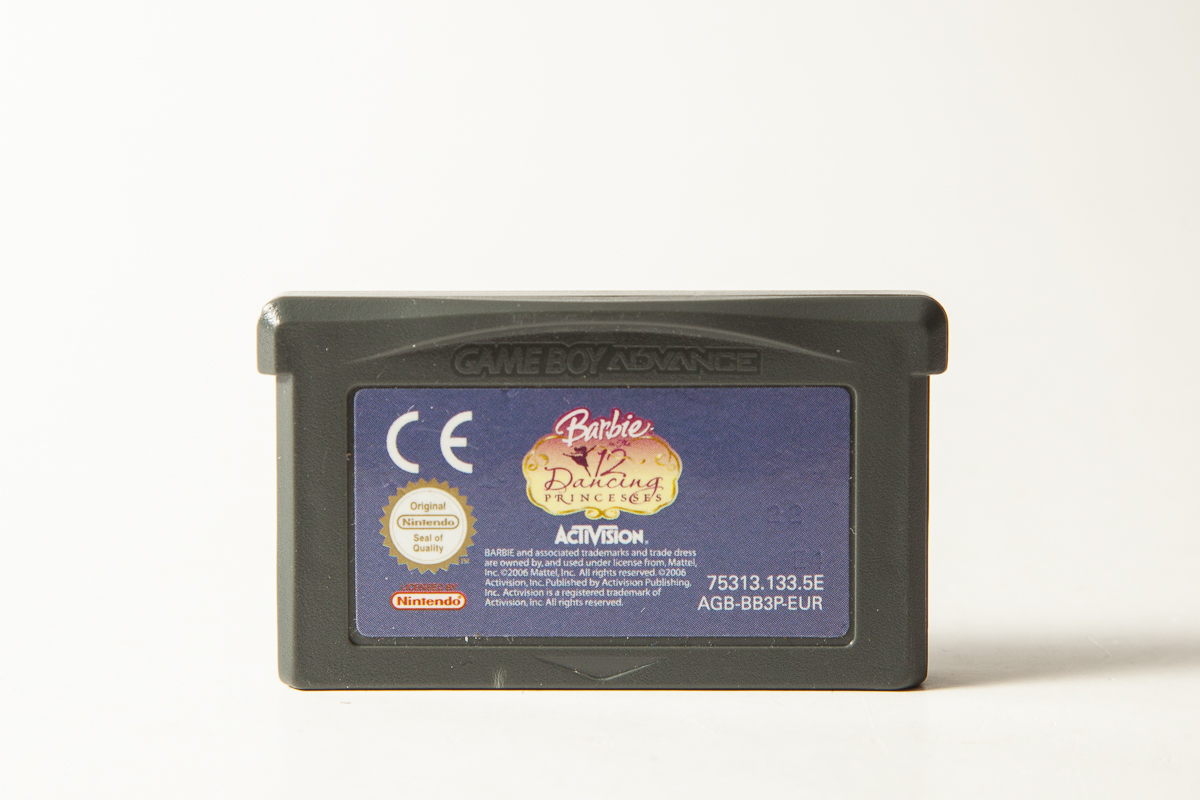 GAME BOY ADVANCE
CE
Barbie
in The
12
Dancing
PRINCESSES
Original
Nintendo
Seal of
Quality
TM
ACTIVISION®
BARBIE and associated trademarks and trade dress
are owned by, and used under license from, Mattel,
Inc. ©2006 Mattel, Inc. All rights reserved. ©2006
Activision, Inc. Published by Activision Publishing,
Inc. Activision is a registered trademark of
Activision, Inc. All rights reserved.
LICENSED BY
Nintendo®
75313.133.5E
AGB-BB3P-EUR